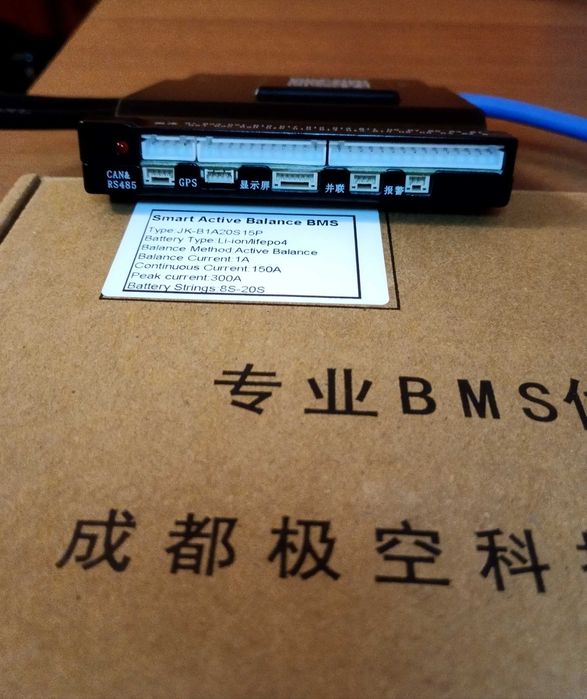 CAN&
RS485
GPS
显示屏
并联
报警
Smart Active Balance BMS
Type:JK-B1A20S15P
Battery Type:Li-ion/lifepo4
Balance Method:Active Balance
Balance Current:1A
Continuous Current:150A
Peak current:300A
Battery Strings:8S-20S
专业BMS
成都极空科